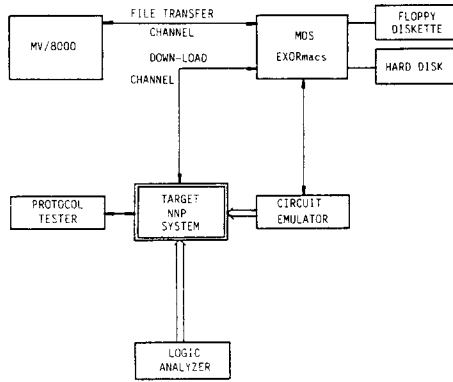 FILE TRANSFER
CHANNEL
MV/8000
MDS
EXORmacs
FLOPPY
DISKETTE
HARD DISK
DOWN-LOAD
CHANNEL
PROTOCOL
TESTER
TARGET
NNP
SYSTEM
CIRCUIT
EMULATOR
LOGIC
ANALYZER